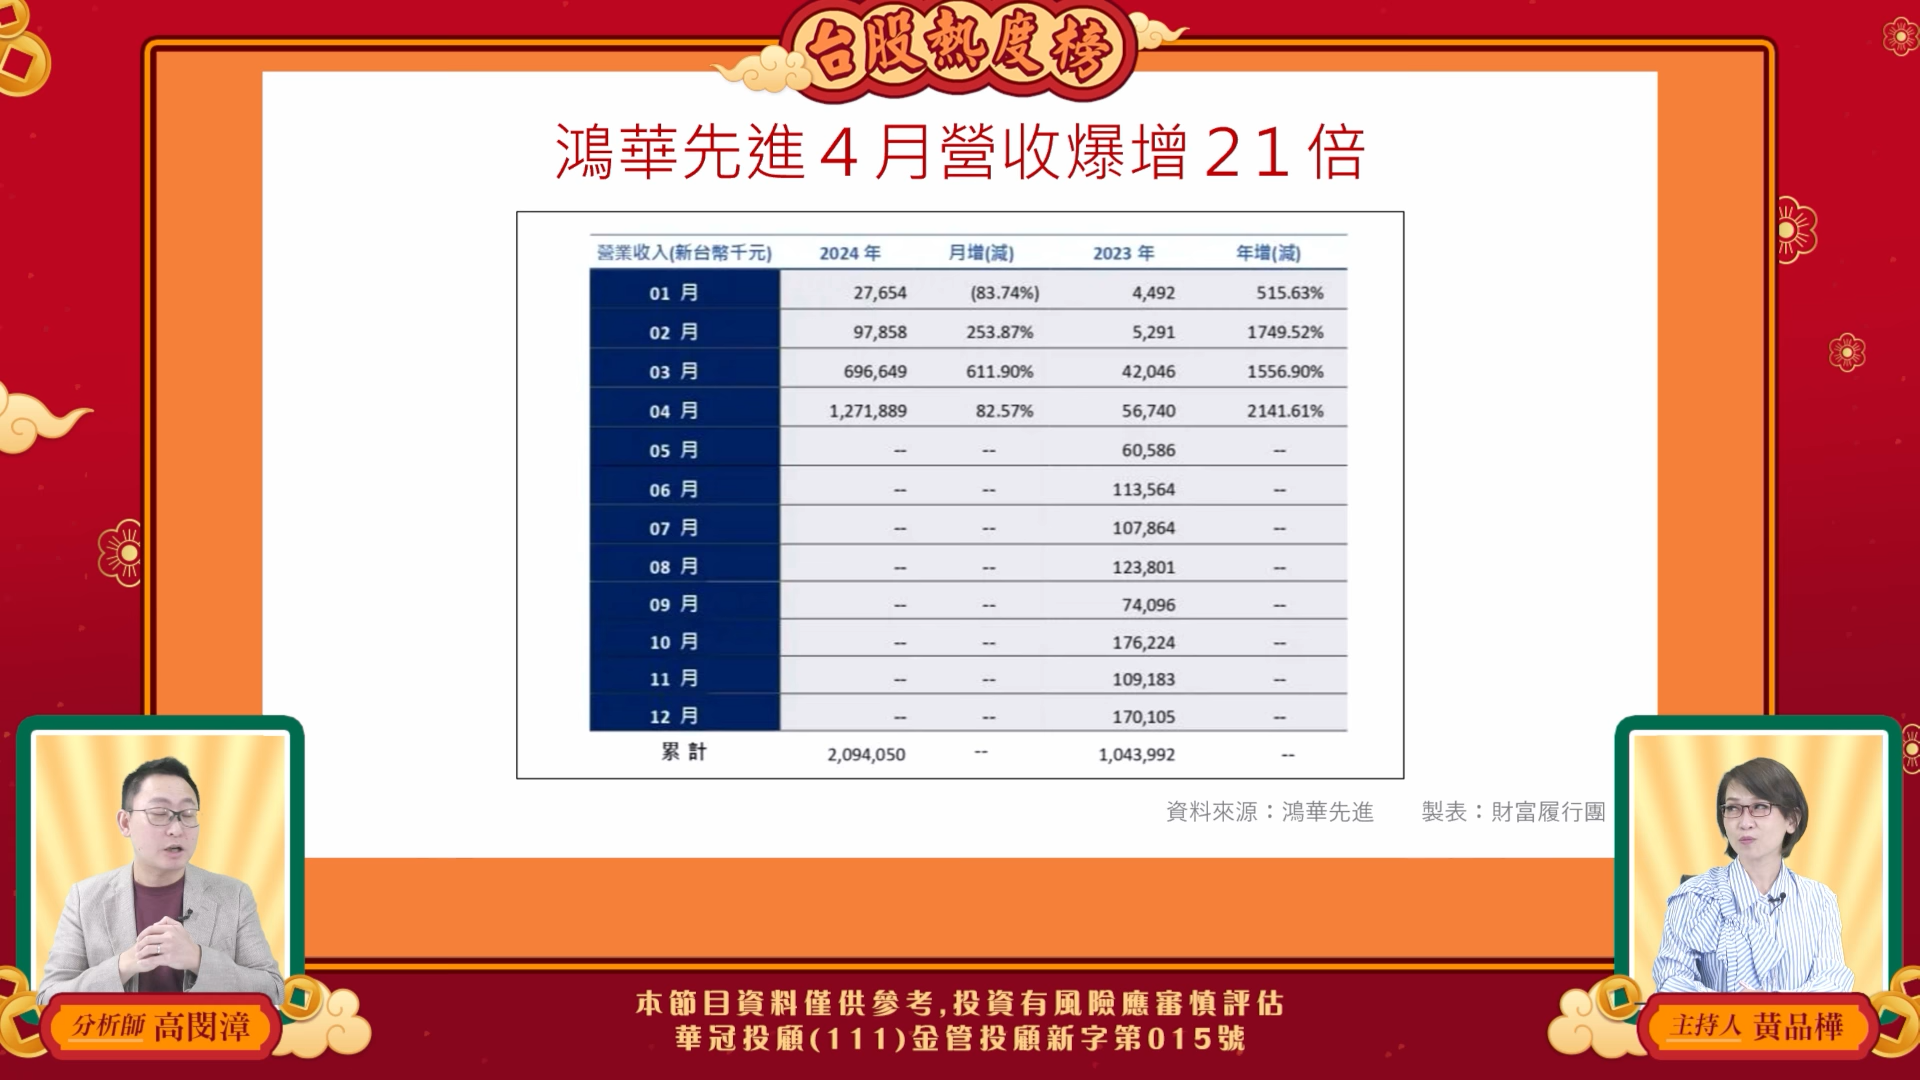 台股熱度榜
鴻華先進4月營收爆增21倍
營業收入(新台幣千元) 2024 年 月增(減) 2023 年 年增(減)
01 月 27,654 (83.74%) 4,492 515.63%
02 月 97,858 253.87% 5,291 1749.52%
03 月 696,649 611.90% 42,046 1556.90%
04 月 1,271,889 82.57% 56,740 2141.61%
05 月 -- -- 60,586 --
06 月 -- -- 113,564 --
07 月 -- -- 107,864 --
08 月 -- -- 123,801 --
09 月 -- -- 74,096 --
10 月 -- -- 176,224 --
11 月 -- -- 109,183 --
12 月 -- -- 170,105 --
累計 2,094,050 -- 1,043,992 --
資料來源：鴻華先進 製表：財富履行團
分析師 高閔漳
本節目資料僅供參考,投資有風險應審慎評估
華冠投顧(111)金管投顧新字第015號
主持人 黃品樺